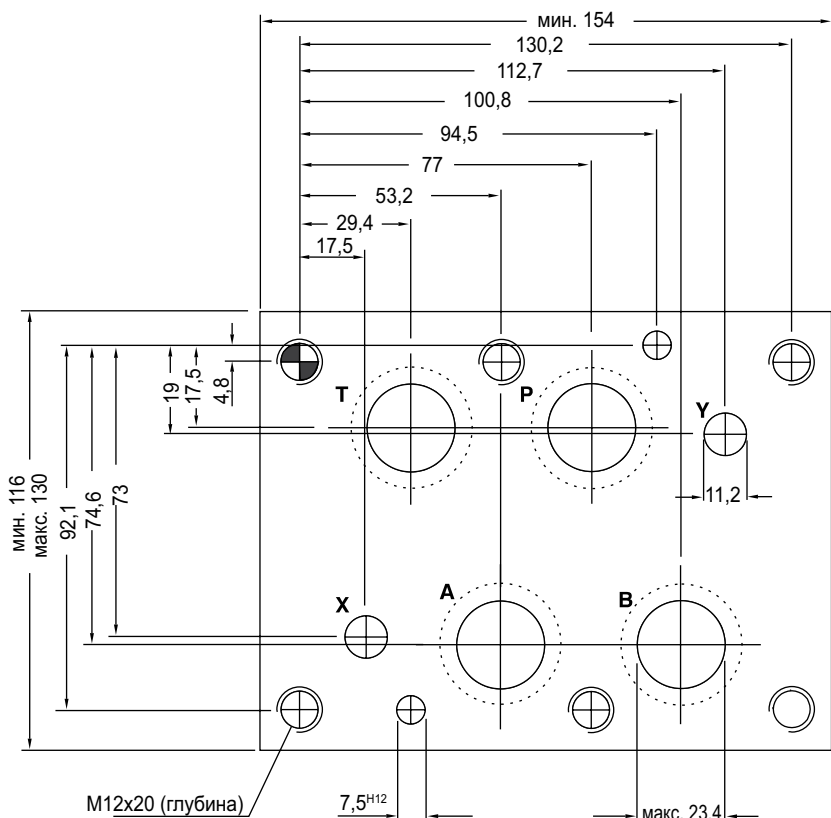 мин. 154
130,2
112,7
100,8
94,5
77
53,2
29,4
17,5
T
P
Y
X
A
B
4,8
17,5
19
73
74,6
92,1
мин. 116
макс. 130
11,2
M12x20 (глубина)
7,5H12
макс. 23,4